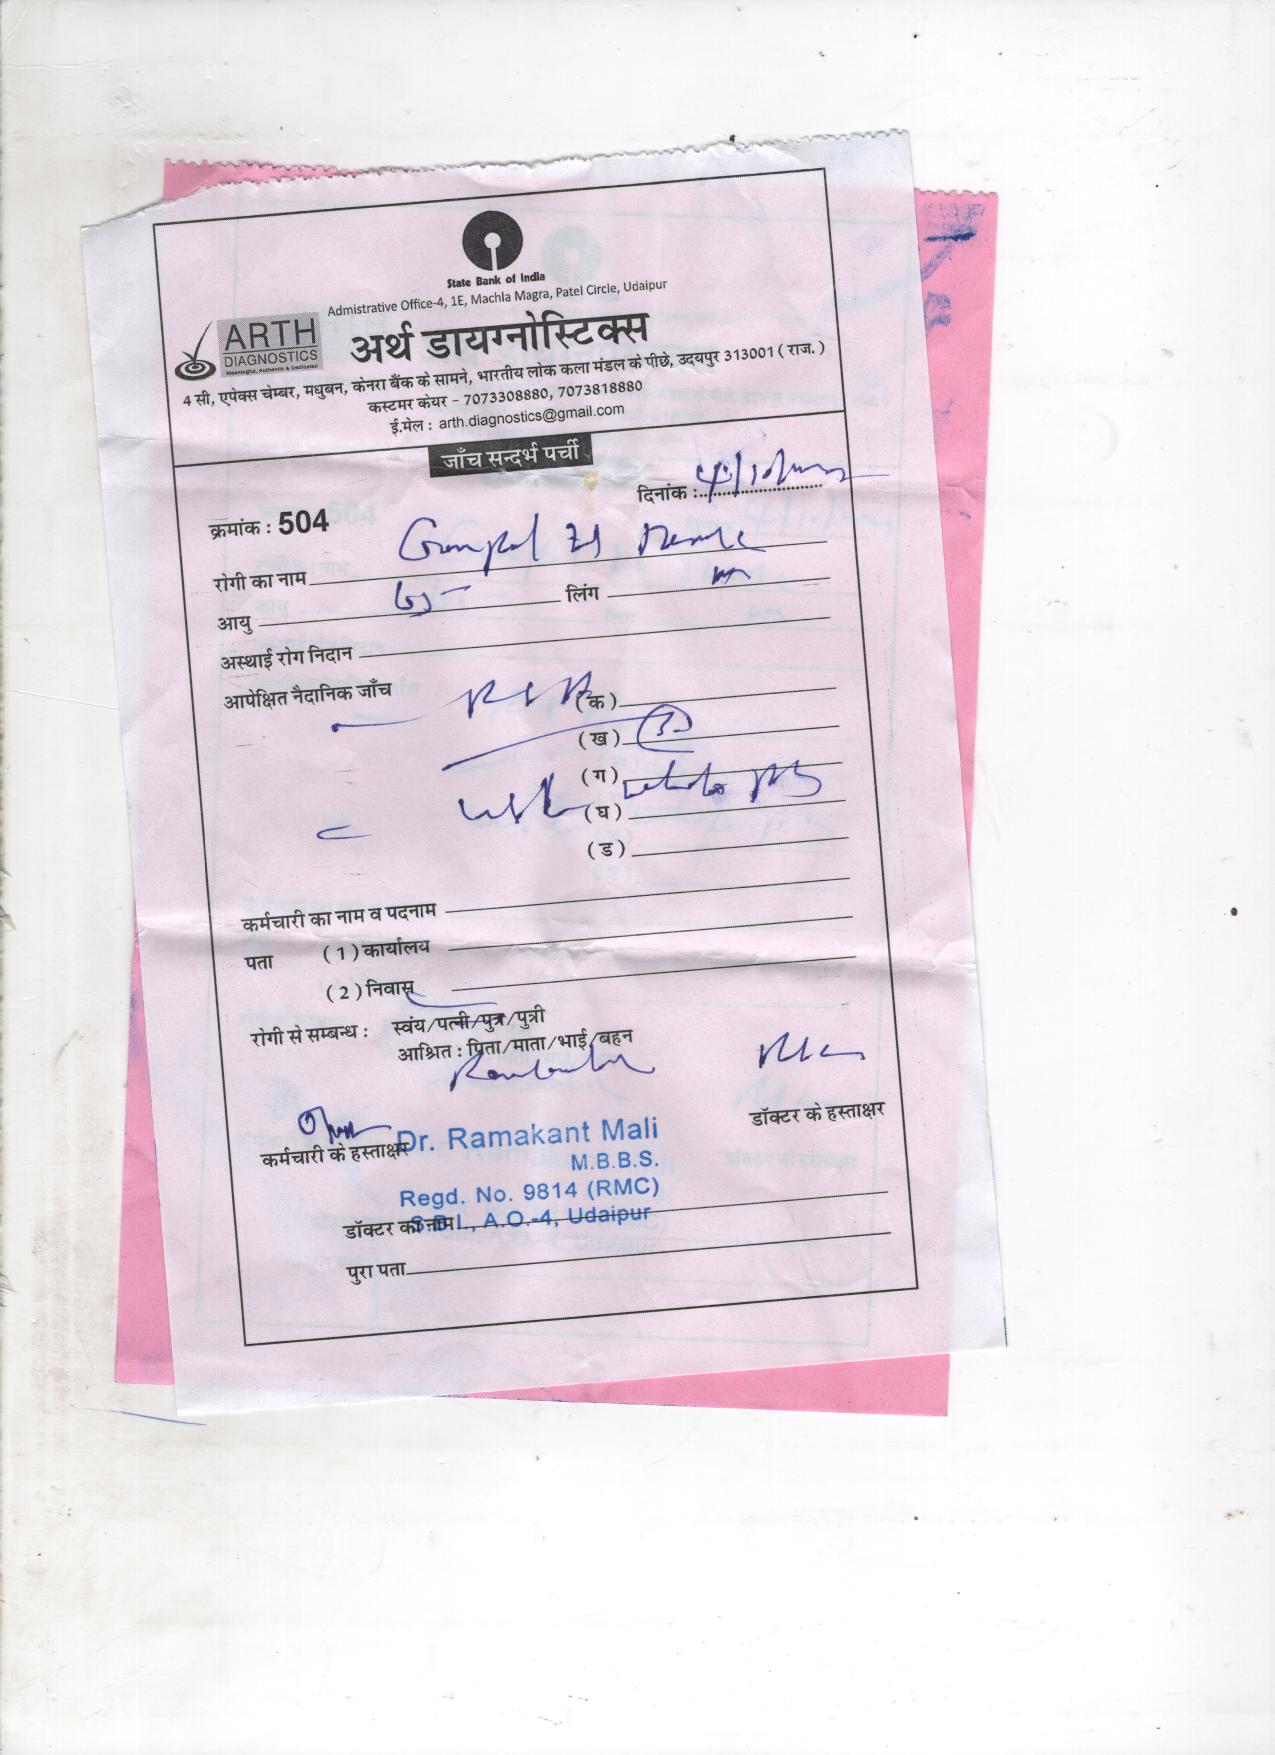 State Bank of India
Admistrative Office-4, 1E, Machla Magra, Patel Circle, Udaipur
ARTH
DIAGNOSTICS
Meaningful, Authentic & Dedicated
अर्थ डायग्नोस्टिक्स
4 सी, एपेक्स चेम्बर, मधुबन, केनरा बैंक के सामने, भारतीय लोक कला मंडल के पीछे, उदयपुर 313001 ( राज. )
कस्टमर केयर - 7073308880, 7073818880
ई.मेल : arth.diagnostics@gmail.com
जाँच सन्दर्भ पर्ची
दिनांक :
क्रमांक : 504
रोगी का नाम
आयु लिंग m
अस्थाई रोग निदान
आपेक्षित नैदानिक जाँच
( क )
( ख )
( ग )
( घ )
( ड )
कर्मचारी का नाम व पदनाम
पता ( 1 ) कार्यालय
( 2 ) निवास
रोगी से सम्बन्ध : स्वंय/पत्नी/पुत्र/पुत्री
आश्रित : पिता/माता/भाई/बहन
डॉक्टर के हस्ताक्षर
कर्मचारी के हस्ताक्षर
Dr. Ramakant Mali
M.B.B.S.
Regd. No. 9814 (RMC)
S.B.I., A.O.-4, Udaipur
डॉक्टर का नाम
पुरा पता